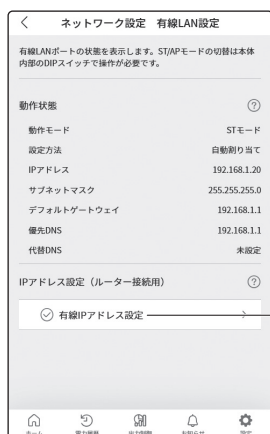 ネットワーク設定 有線LAN設定
有線LANポートの状態を表示します。ST/APモードの切替は本体
内部のDIPスイッチで操作が必要です。
動作状態 ?
動作モード STモード
設定方法 自動割り当て
IPアドレス 192.168.1.20
サブネットマスク 255.255.255.0
デフォルトゲートウェイ 192.168.1.1
優先DNS 192.168.1.1
代替DNS 未設定
IPアドレス設定（ルーター接続用） ?
有線IPアドレス設定